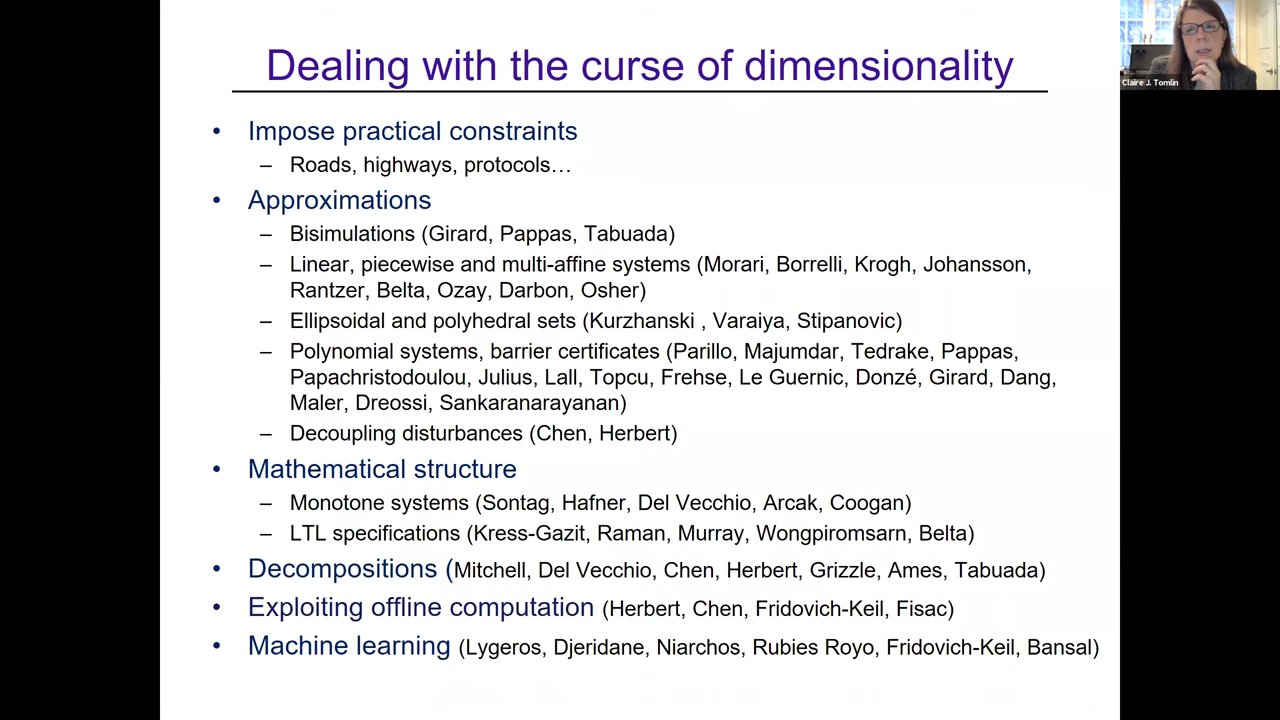 Dealing with the curse of dimensionality
Claire J. Tomlin
• Impose practical constraints
– Roads, highways, protocols…
• Approximations
– Bisimulations (Girard, Pappas, Tabuada)
– Linear, piecewise and multi-affine systems (Morari, Borrelli, Krogh, Johansson,
Rantzer, Belta, Ozay, Darbon, Osher)
– Ellipsoidal and polyhedral sets (Kurzhanski , Varaiya, Stipanovic)
– Polynomial systems, barrier certificates (Parillo, Majumdar, Tedrake, Pappas,
Papachristodoulou, Julius, Lall, Topcu, Frehse, Le Guernic, Donzé, Girard, Dang,
Maler, Dreossi, Sankaranarayanan)
– Decoupling disturbances (Chen, Herbert)
• Mathematical structure
– Monotone systems (Sontag, Hafner, Del Vecchio, Arcak, Coogan)
– LTL specifications (Kress-Gazit, Raman, Murray, Wongpiromsarn, Belta)
• Decompositions (Mitchell, Del Vecchio, Chen, Herbert, Grizzle, Ames, Tabuada)
• Exploiting offline computation (Herbert, Chen, Fridovich-Keil, Fisac)
• Machine learning (Lygeros, Djeridane, Niarchos, Rubies Royo, Fridovich-Keil, Bansal)